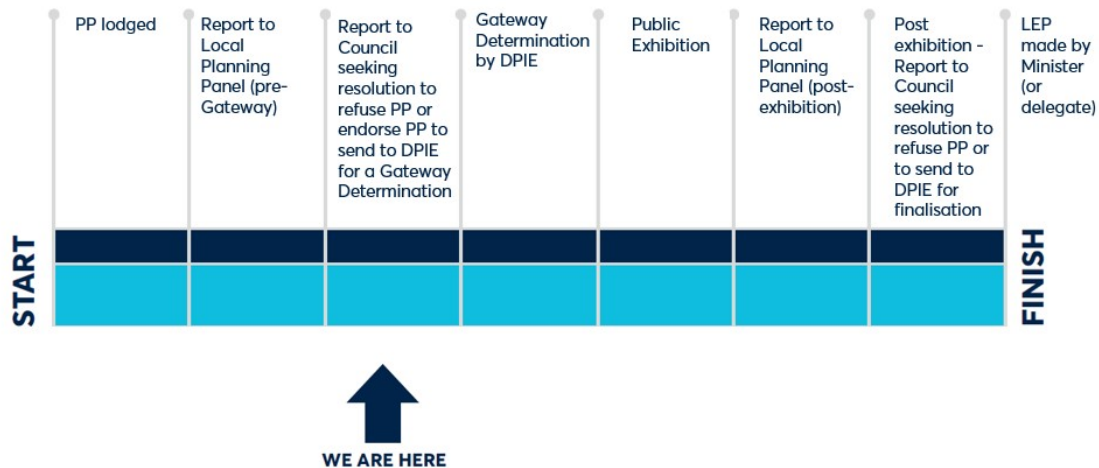 PP lodged
Report to
Local
Planning
Panel (pre-
Gateway)
Report to
Council
seeking
resolution to
refuse PP or
endorse PP to
send to DPIE
for a Gateway
Determination
Gateway
Determination
by DPIE
Public
Exhibition
Report to
Local
Planning
Panel (post-
exhibition)
Post
exhibition -
Report to
Council
seeking
resolution to
refuse PP or
to send to
DPIE for
finalisation
LEP
made by
Minister
(or
delegate)
START
FINISH
WE ARE HERE